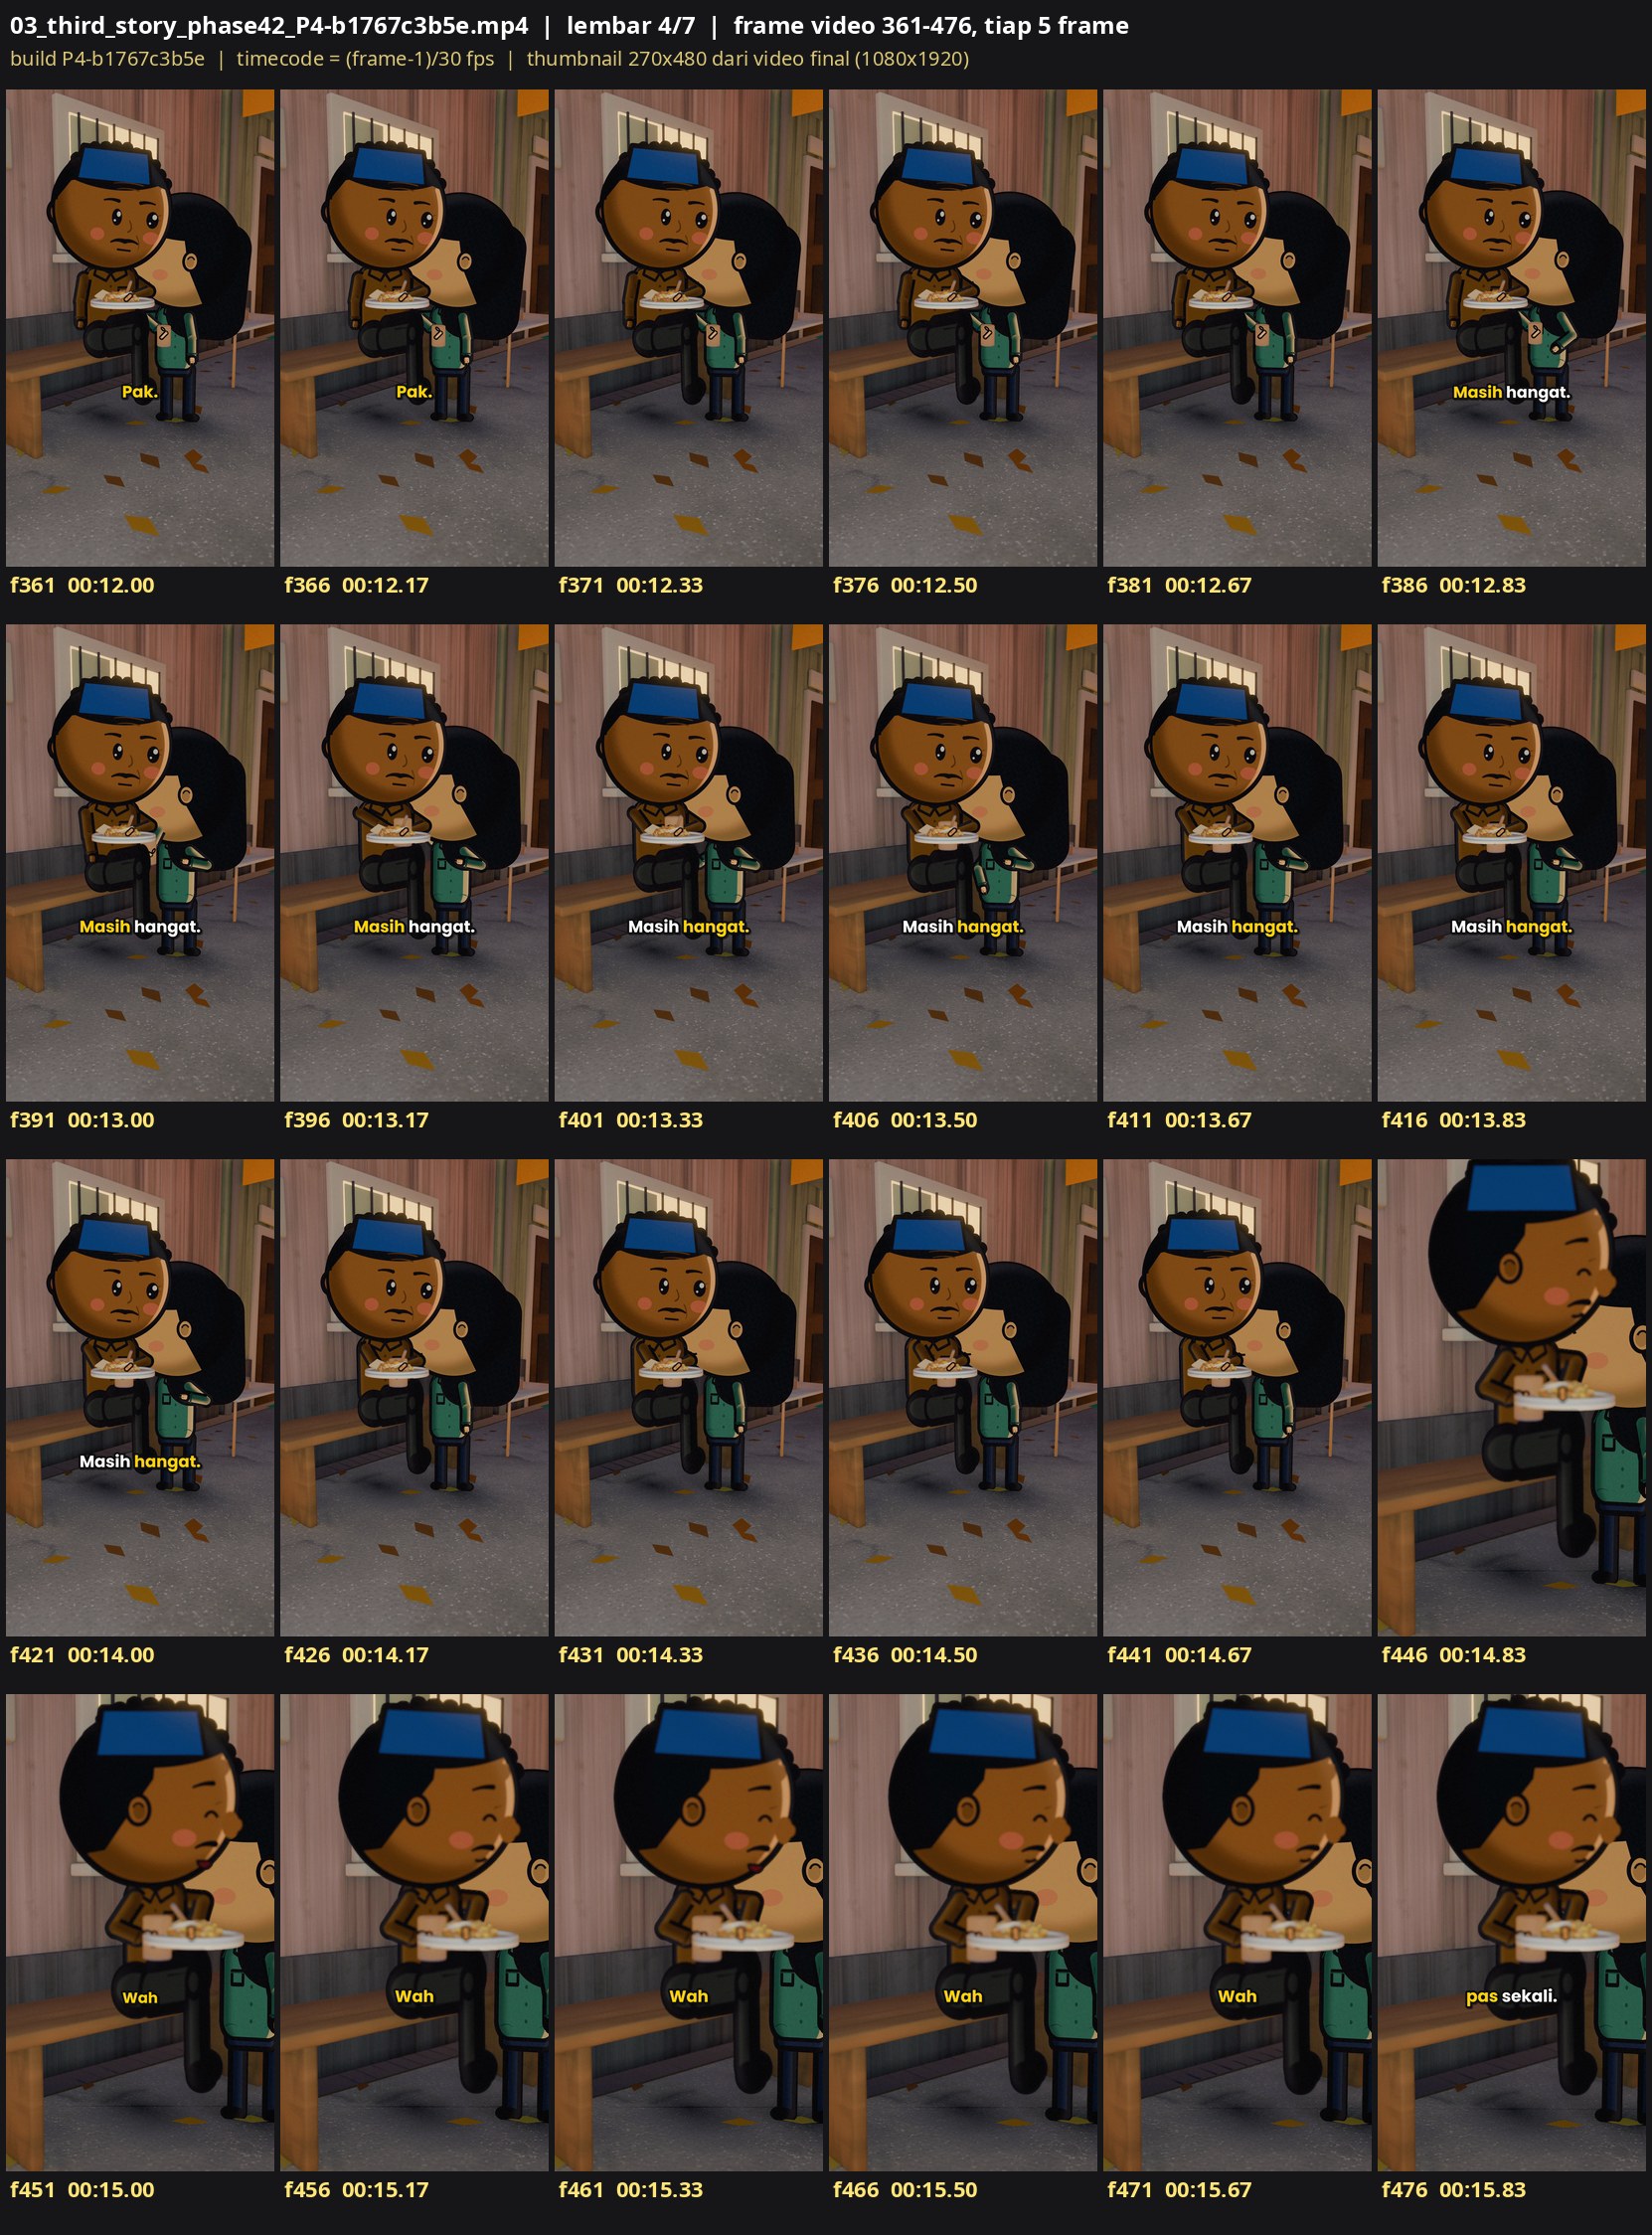 03_third_story_phase42_P4-b1767c3b5e.mp4 | lembar 4/7 | frame video 361-476, tiap 5 frame
build P4-b1767c3b5e | timecode = (frame-1)/30 fps | thumbnail 270x480 dari video final (1080x1920)
Pak.
Pak.
Masih hangat.
f361 00:12.00
f366 00:12.17
f371 00:12.33
f376 00:12.50
f381 00:12.67
f386 00:12.83
Masih hangat.
Masih hangat.
Masih hangat.
Masih hangat.
Masih hangat.
Masih hangat.
f391 00:13.00
f396 00:13.17
f401 00:13.33
f406 00:13.50
f411 00:13.67
f416 00:13.83
Masih hangat.
f421 00:14.00
f426 00:14.17
f431 00:14.33
f436 00:14.50
f441 00:14.67
f446 00:14.83
Wah
Wah
Wah
Wah
Wah
pas sekali.
f451 00:15.00
f456 00:15.17
f461 00:15.33
f466 00:15.50
f471 00:15.67
f476 00:15.83